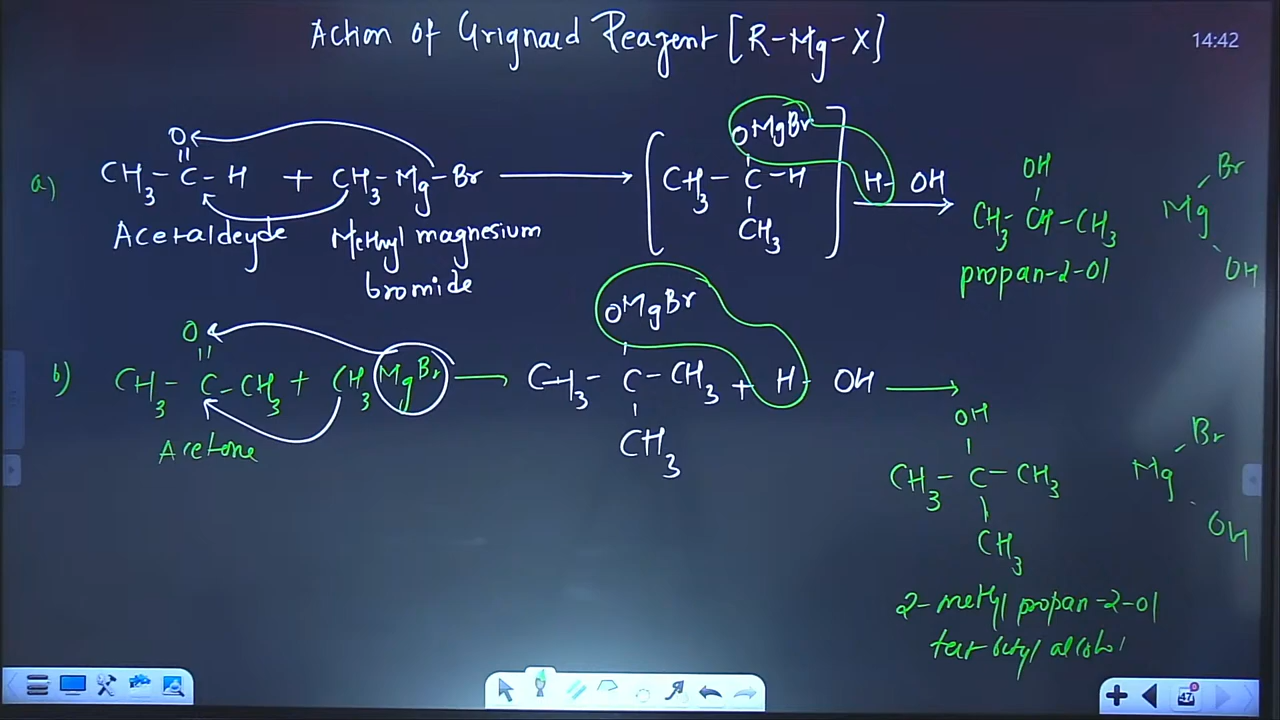 Action of Grignard Reagent [R-Mg-X]
14:42
a)
O
||
CH3-C-H + CH3-Mg-Br ⟶ [CH3-C-H] H-OH ⟶
OMgBr
CH3
Acetaldeyde
Methyl magnesium
bromide
OH
CH3-CH-CH3
propan-2-ol
Br
Mg
OH
b)
O
||
CH3-C-CH3 + CH3MgBr — CH3-C-CH3 + H-OH ⟶
OMgBr
CH3
Acetone
OH
CH3-C-CH3
CH3
Br
Mg
OH
2-methyl propan-2-ol
tert butyl alcohol